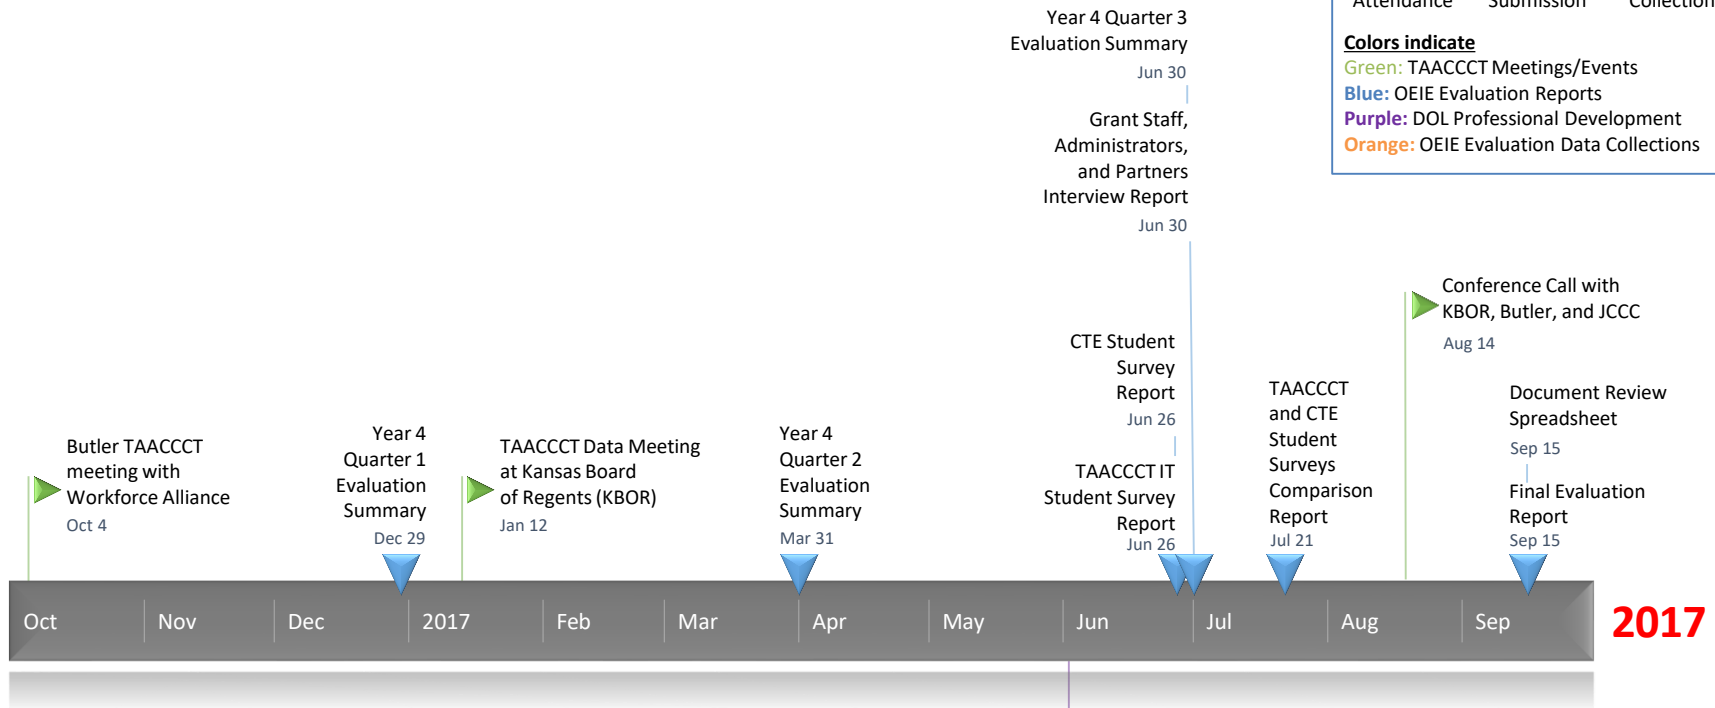 Attendance Submission Collection
Colors indicate
Green: TAACCCT Meetings/Events
Blue: OEIE Evaluation Reports
Purple: DOL Professional Development
Orange: OEIE Evaluation Data Collections
Year 4 Quarter 3
Evaluation Summary
Jun 30
Grant Staff,
Administrators,
and Partners
Interview Report
Jun 30
Conference Call with
KBOR, Butler, and JCCC
Aug 14
CTE Student
Survey
Report
Jun 26
TAACCCT IT
Student Survey
Report
Jun 26
TAACCCT
and CTE
Student
Surveys
Comparison
Report
Jul 21
Document Review
Spreadsheet
Sep 15
Final Evaluation
Report
Sep 15
Butler TAACCCT
meeting with
Workforce Alliance
Oct 4
Year 4
Quarter 1
Evaluation
Summary
Dec 29
TAACCCT Data Meeting
at Kansas Board
of Regents (KBOR)
Jan 12
Year 4
Quarter 2
Evaluation
Summary
Mar 31
Oct Nov Dec 2017 Feb Mar Apr May Jun Jul Aug Sep
2017